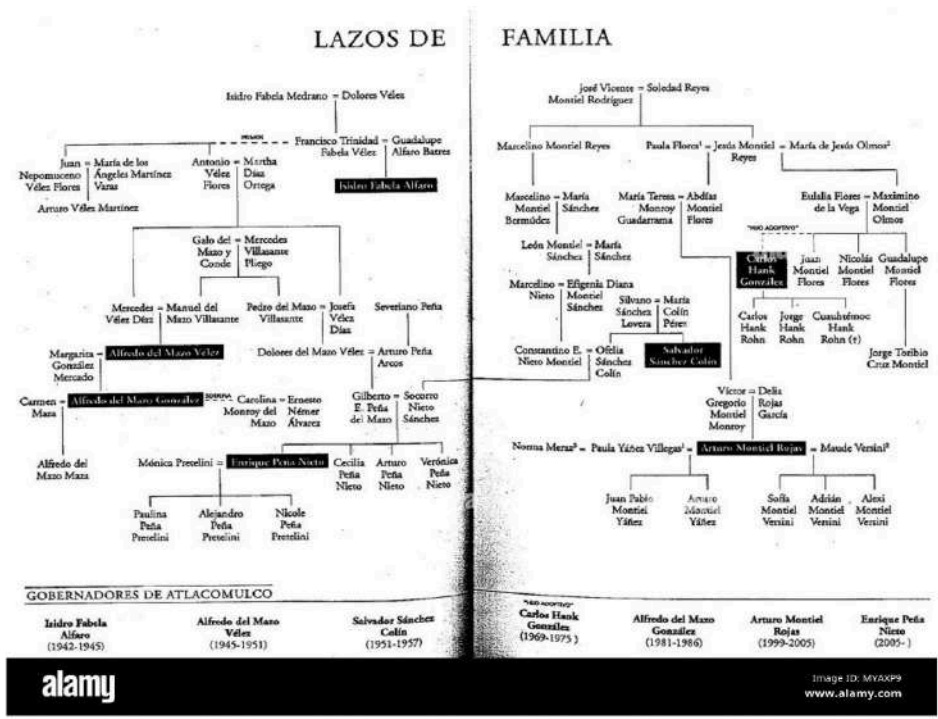 LAZOS DE FAMILIA
Isidro Fabela Medrano = Dolores Vélez
Francisco Trinidad = Guadalupe
Fabela Vélez Alfaro Batres
Juan = María de los
Nepomuceno Ángeles Martínez
Vélez Flores Varas
Antonio = Martha
Vélez Díaz
Flores Ortega
Isidro Fabela Alfaro
Arturo Vélez Martínez
Galo del = Mercedes
Mazo y Villasante
Conde Pliego
Mercedes = Manuel del
Vélez Díaz Mazo Villasante
Pedro del Mazo = Josefa
Villasante Vélez
Díaz
Severiano Peña
Margarita = Alfredo del Mazo Vélez
González
Mercado
Dolores del Mazo Vélez = Arturo Peña
Arcos
Carmen = Alfredo del Mazo González
Maza
Carolina = Ernesto
Monroy del Némer
Mazo Álvarez
Gilberto = Socorro
E. Peña Nieto
del Mazo Sánchez
Alfredo del
Mazo Maza
Mónica Pretelini = Enrique Peña Nieto
Cecilia Arturo Verónica
Peña Peña Peña
Nieto Nieto Nieto
Paulina Alejandro Nicole
Peña Peña Peña
Pretelini Pretelini Pretelini
José Vicente = Soledad Reyes
Montiel Rodríguez
Marcelino Montiel Reyes
Paula Flores¹ = Jesús Montiel = María de Jesús Olmos²
Reyes
Marcelino = María
Montiel Sánchez
Bermúdez
María Teresa = Abdías
Monroy Montiel
Guadarrama Flores
Eulalia Flores = Maximino
de la Vega Montiel
Olmos
"HIJO ADOPTIVO"
León Montiel = María
Sánchez Sánchez
Carlos Juan Nicolás Guadalupe
Hank Montiel Montiel Montiel
González Flores Flores Flores
Marcelino = Efigenia Diana
Nieto Montiel
Sánchez
Silvano = María
Sánchez Colín
Lovera Pérez
Carlos Jorge Cuauhtémoc
Hank Hank Hank
Rohn Rohn Rohn (†)
Constantino E. = Ofelia
Nieto Montiel Sánchez
Colín
Salvador
Sánchez Colín
Jorge Toribio
Cruz Montiel
Víctor = Delia
Gregorio Rojas
Montiel García
Monroy
Norma Meraz² = Paula Yáñez Villegas¹ = Arturo Montiel Rojas = Maude Versini³
Juan Pablo Arturo
Montiel Montiel
Yáñez Yáñez
Sofía Adrián Alexi
Montiel Montiel Montiel
Versini Versini Versini
GOBERNADORES DE ATLACOMULCO
Isidro Fabela
Alfaro
(1942-1945)
Alfredo del Mazo
Vélez
(1945-1951)
Salvador Sánchez
Colín
(1951-1957)
"HIJO ADOPTIVO"
Carlos Hank
González
(1969-1975 )
Alfredo del Mazo
González
(1981-1986)
Arturo Montiel
Rojas
(1999-2005)
Enrique Peña
Nieto
(2005- )
alamy
Image ID: MYAXP9
www.alamy.com